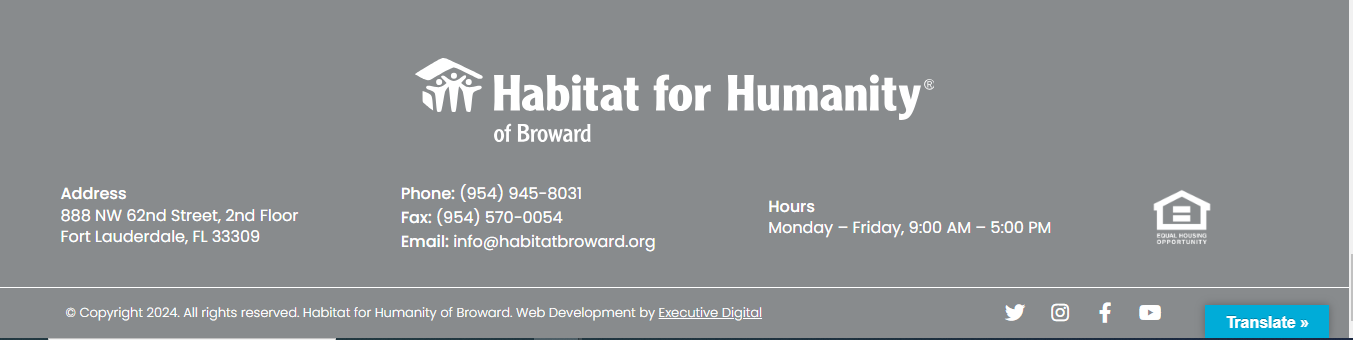 Habitat for Humanity®
of Broward
Address
888 NW 62nd Street, 2nd Floor
Fort Lauderdale, FL 33309
Phone: (954) 945-8031
Fax: (954) 570-0054
Email: info@habitatbroward.org
Hours
Monday – Friday, 9:00 AM – 5:00 PM
EQUAL HOUSING
OPPORTUNITY
© Copyright 2024. All rights reserved. Habitat for Humanity of Broward. Web Development by Executive Digital
Translate »